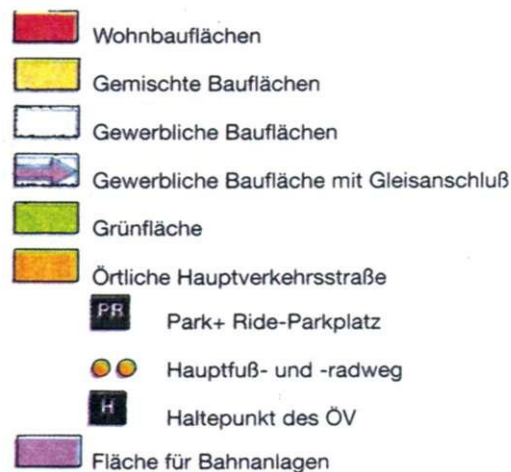 Wohnbauflächen
Gemischte Bauflächen
Gewerbliche Bauflächen
Gewerbliche Baufläche mit Gleisanschluß
Grünfläche
Örtliche Hauptverkehrsstraße
PR Park+ Ride-Parkplatz
Hauptfuß- und -radweg
H Haltepunkt des ÖV
Fläche für Bahnanlagen